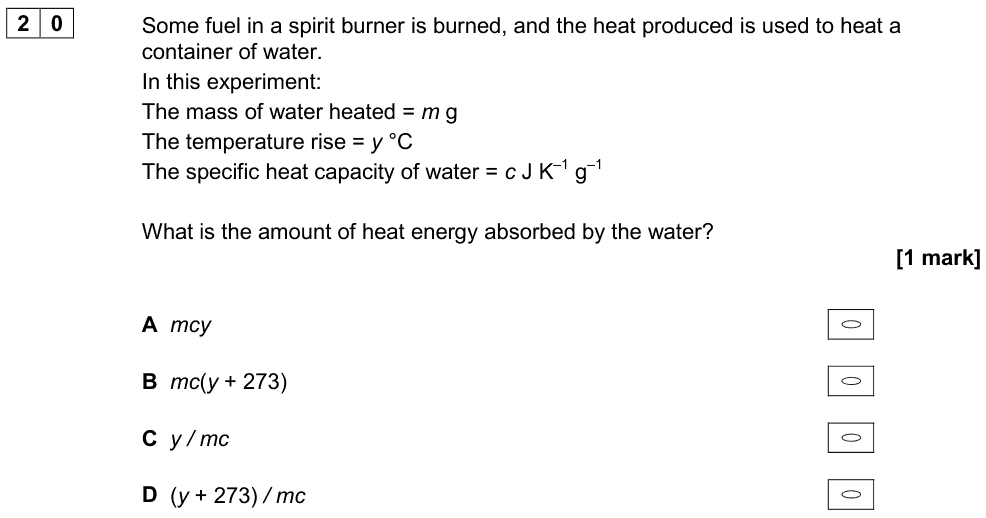 2 0
Some fuel in a spirit burner is burned, and the heat produced is used to heat a
container of water.
In this experiment:
The mass of water heated = m g
The temperature rise = y °C
The specific heat capacity of water = c J K⁻¹ g⁻¹
What is the amount of heat energy absorbed by the water?
[1 mark]
A mcy
B mc(y + 273)
C y / mc
D (y + 273) / mc